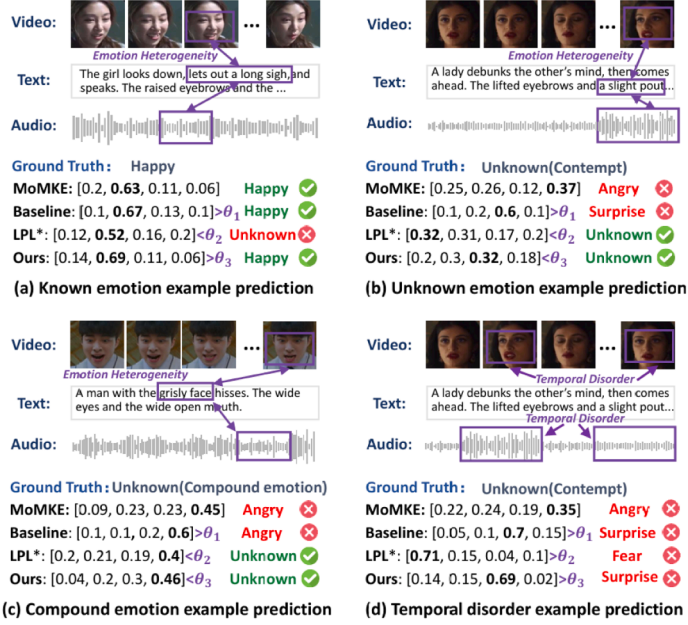 Video:
Emotion Heterogeneity
Text:
The girl looks down, lets out a long sigh, and
speaks. The raised eyebrows and the ...
Audio:
Ground Truth: Happy
MoMKE: [0.2, 0.63, 0.11, 0.06] Happy
Baseline: [0.1, 0.67, 0.13, 0.1]>θ1 Happy
LPL*: [0.12, 0.52, 0.16, 0.2]<θ2 Unknown
Ours: [0.14, 0.69, 0.11, 0.06]>θ3 Happy
(a) Known emotion example prediction
Video:
Emotion Heterogeneity
Text:
A lady debunks the other's mind, then comes
ahead. The lifted eyebrows and a slight pout...
Audio:
Ground Truth: Unknown(Contempt)
MoMKE: [0.25, 0.26, 0.12, 0.37] Angry
Baseline: [0.1, 0.2, 0.6, 0.1]>θ1 Surprise
LPL*: [0.32, 0.31, 0.17, 0.2]<θ2 Unknown
Ours: [0.2, 0.3, 0.32, 0.18]<θ3 Unknown
(b) Unknown emotion example prediction
Video:
Emotion Heterogeneity
Text:
A man with the grisly face hisses. The wide
eyes and the wide open mouth.
Audio:
Ground Truth: Unknown(Compound emotion)
MoMKE: [0.09, 0.23, 0.23, 0.45] Angry
Baseline: [0.1, 0.1, 0.2, 0.6]>θ1 Angry
LPL*: [0.2, 0.21, 0.19, 0.4]<θ2 Unknown
Ours: [0.04, 0.2, 0.3, 0.46]<θ3 Unknown
(c) Compound emotion example prediction
Video:
Temporal Disorder
Text:
A lady debunks the other's mind, then comes
ahead. The lifted eyebrows and a slight pout...
Temporal Disorder
Audio:
Ground Truth: Unknown(Contempt)
MoMKE: [0.22, 0.24, 0.19, 0.35] Angry
Baseline: [0.05, 0.1, 0.7, 0.15]>θ1 Surprise
LPL*: [0.71, 0.15, 0.04, 0.1]>θ2 Fear
Ours: [0.14, 0.15, 0.69, 0.02]>θ3 Surprise
(d) Temporal disorder example prediction